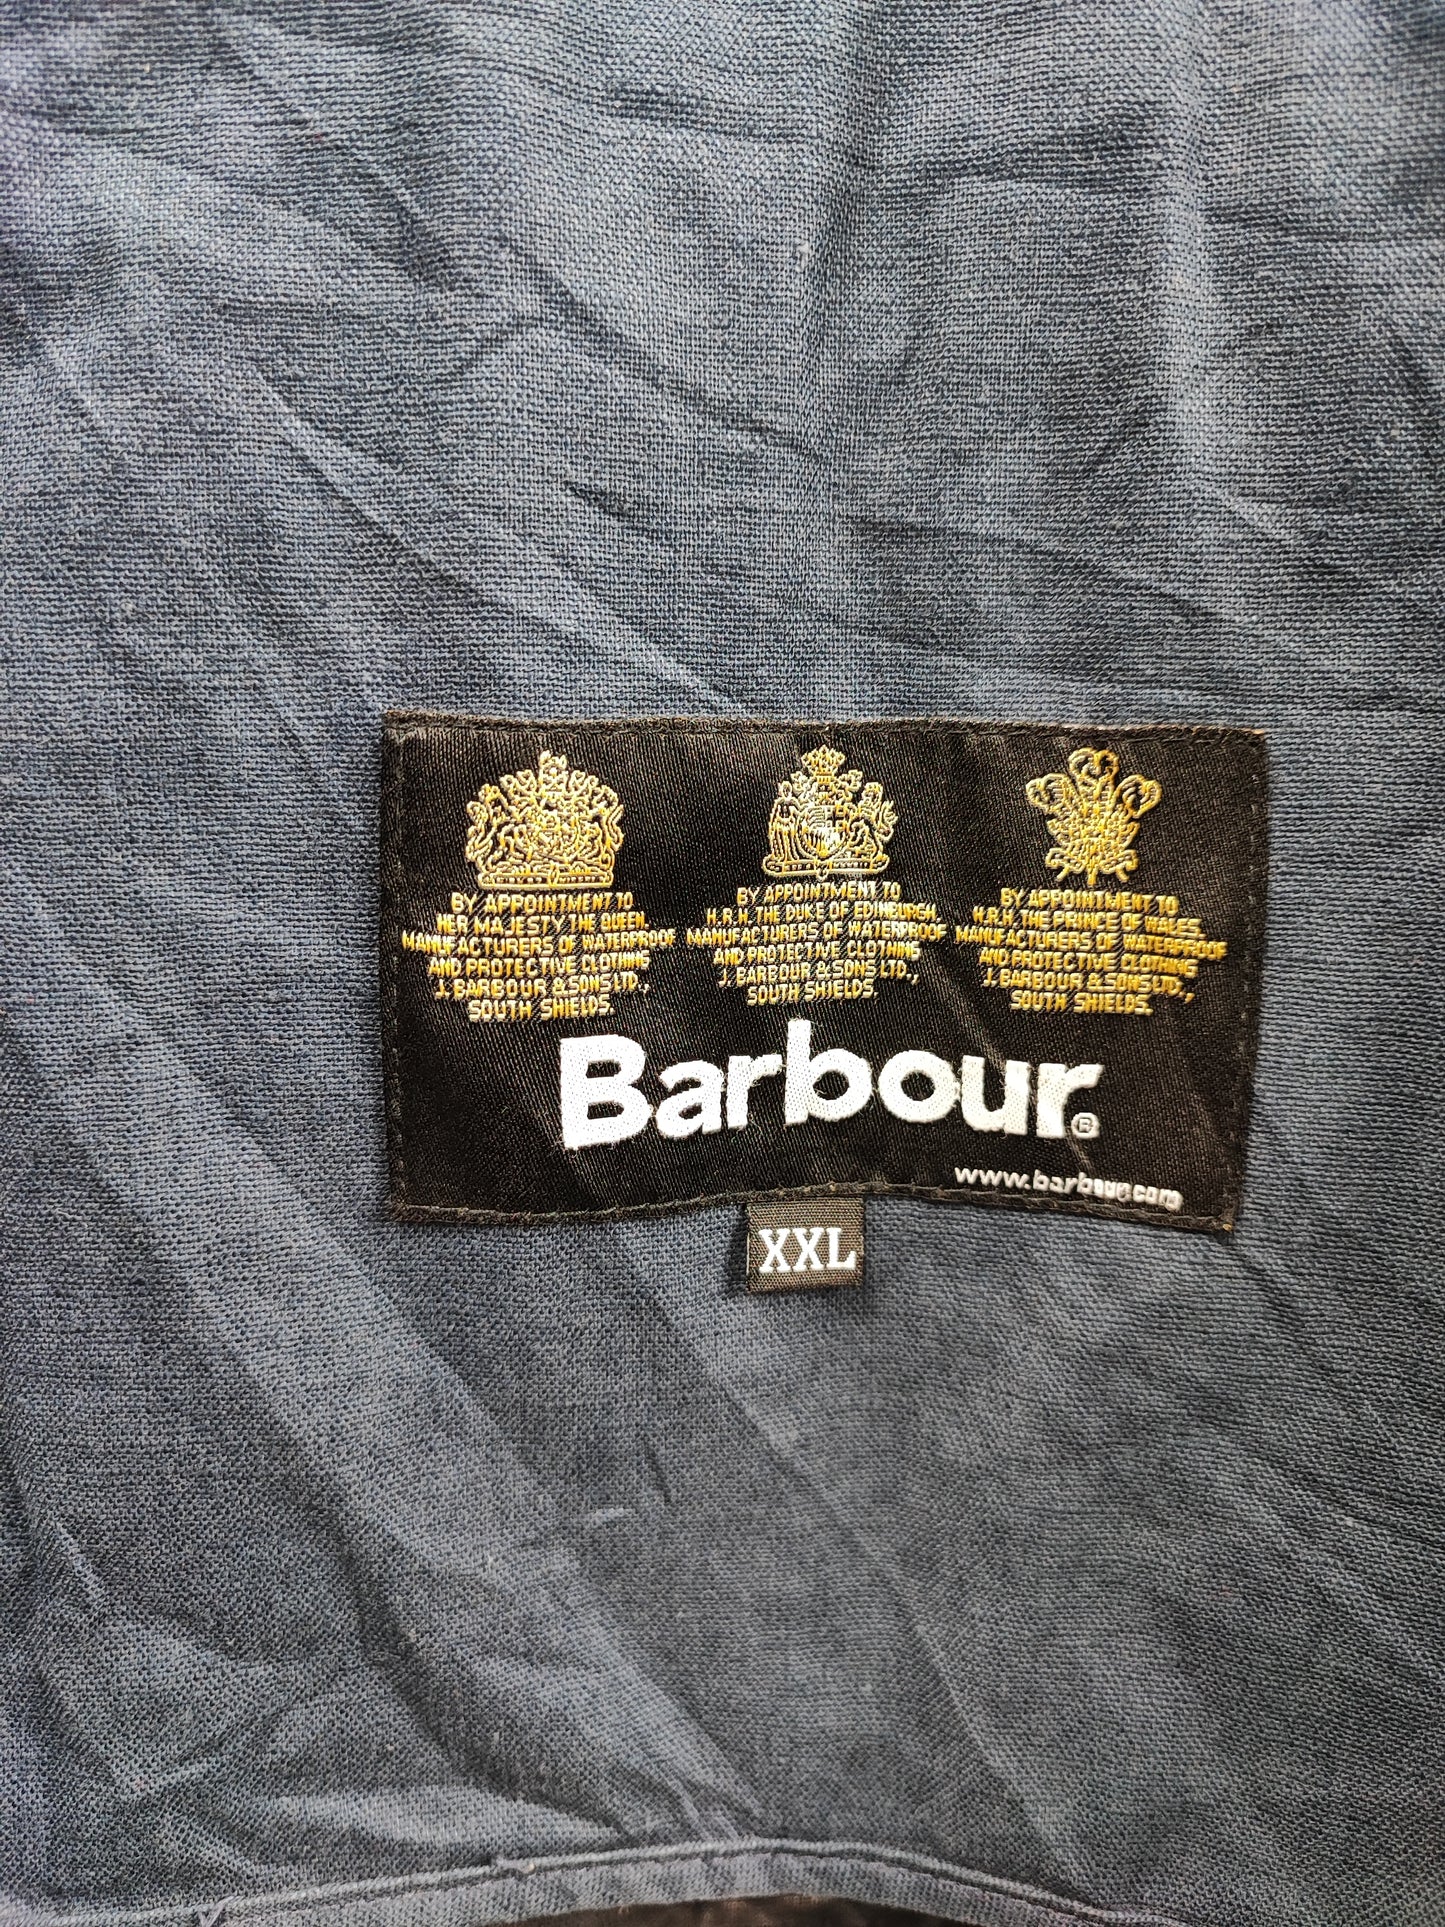 BY APPOINTMENT TO
HER MAJESTY THE QUEEN.
MANUFACTURERS OF WATERPROOF
AND PROTECTIVE CLOTHING
J. BARBOUR & SONS LTD.,
SOUTH SHIELDS.
BY APPOINTMENT TO
H.R.H. THE DUKE OF EDINBURGH.
MANUFACTURERS OF WATERPROOF
AND PROTECTIVE CLOTHING
J. BARBOUR & SONS LTD.,
SOUTH SHIELDS.
BY APPOINTMENT TO
H.R.H. THE PRINCE OF WALES.
MANUFACTURERS OF WATERPROOF
AND PROTECTIVE CLOTHING
J. BARBOUR & SONS LTD.,
SOUTH SHIELDS.
Barbour®
www.barbour.com
XXL